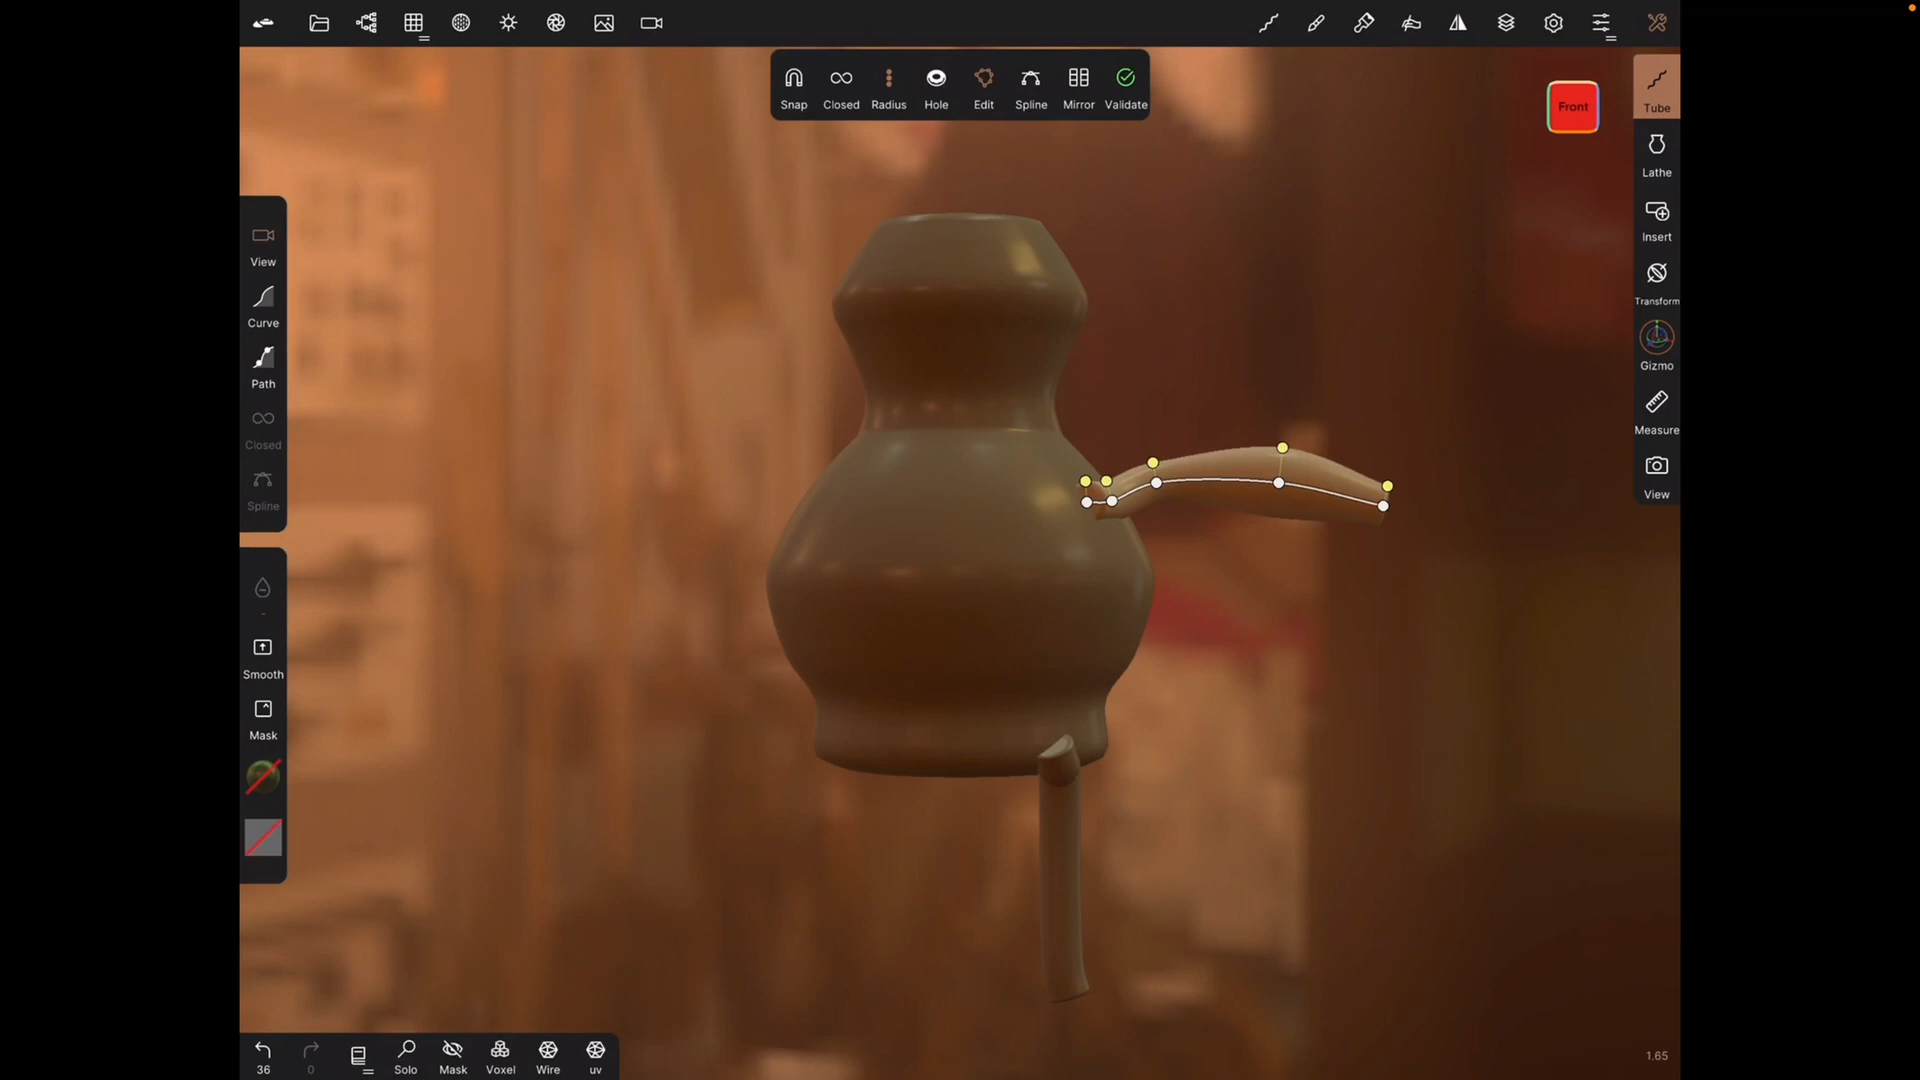 Snap Closed Radius Hole Edit Spline Mirror Validate
Front
Tube
Lathe
Insert
Transform
Gizmo
Measure
View
View
Curve
Path
Closed
Spline
-
Smooth
Mask
36 0 Solo Mask Voxel Wire uv
1.65